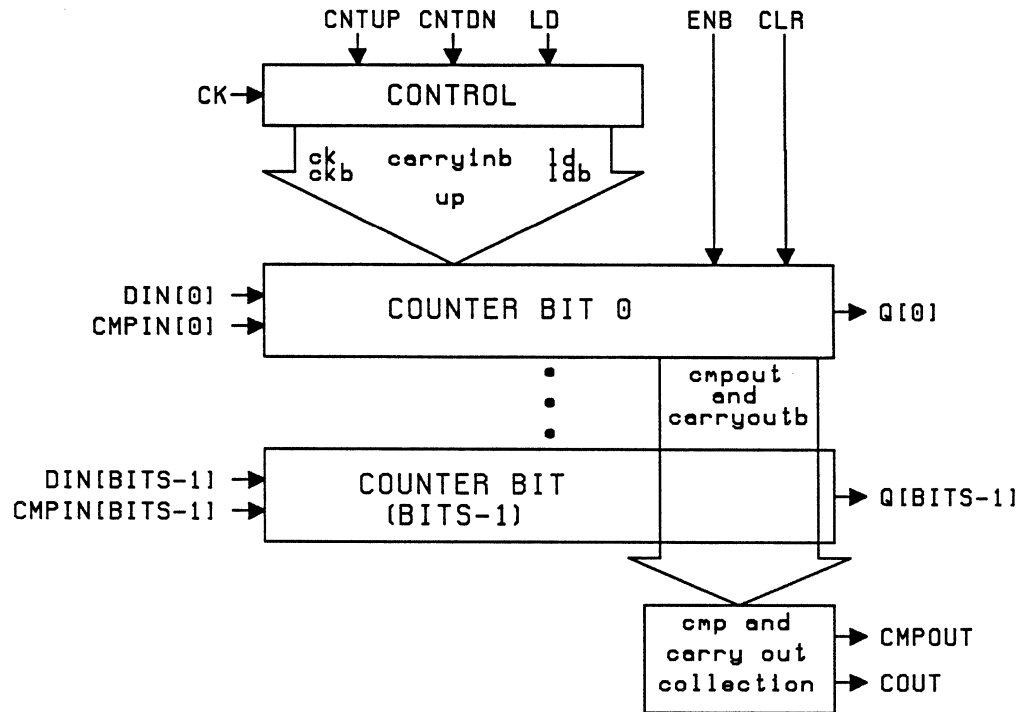 CNTUP CNTDN LD ENB CLR
CK
CONTROL
ck carryinb ld
ckb ldb
up
DIN[0]
CMPIN[0]
COUNTER BIT 0
Q[0]
cmpout
and
carryoutb
DIN[BITS-1]
CMPIN[BITS-1]
COUNTER BIT
(BITS-1)
Q[BITS-1]
cmp and
carry out
collection
CMPOUT
COUT